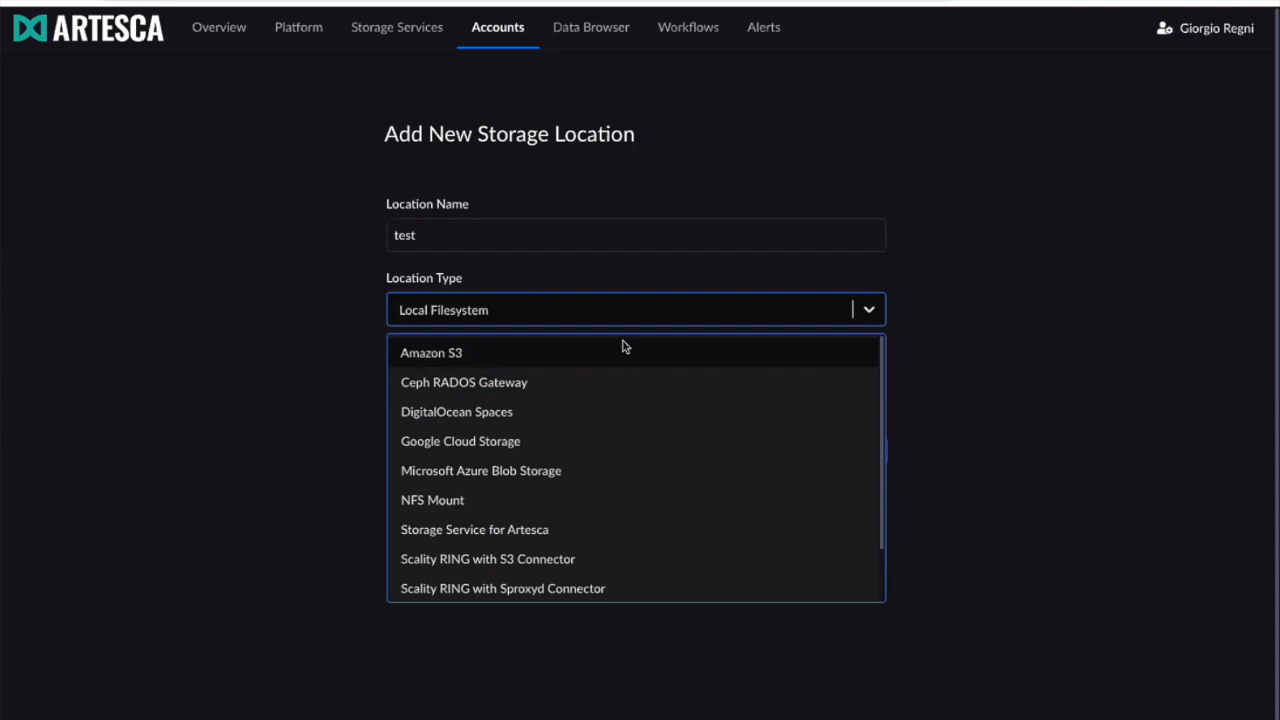 ARTESCA
Overview Platform Storage Services Accounts Data Browser Workflows Alerts Giorgio Regni
Add New Storage Location
Location Name
test
Location Type
Local Filesystem
Amazon S3
Ceph RADOS Gateway
DigitalOcean Spaces
Google Cloud Storage
Microsoft Azure Blob Storage
NFS Mount
Storage Service for Artesca
Scality RING with S3 Connector
Scality RING with Sproxyd Connector